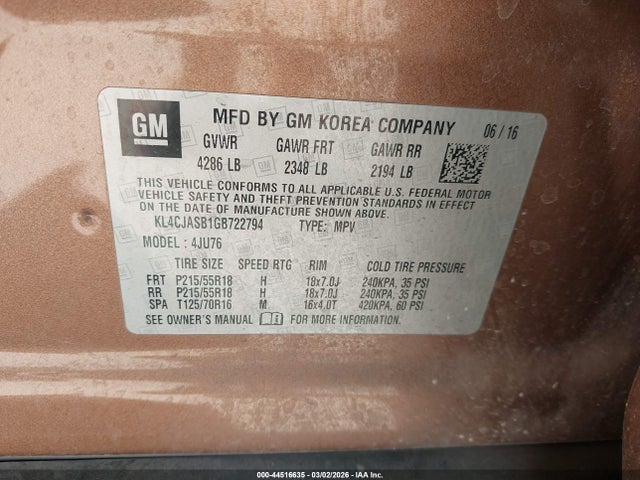 GM
MFD BY GM KOREA COMPANY 06 / 16
GVWR GAWR FRT GAWR RR
4286 LB 2348 LB 2194 LB
THIS VEHICLE CONFORMS TO ALL APPLICABLE U.S. FEDERAL MOTOR
VEHICLE SAFETY AND THEFT PREVENTION STANDARDS IN EFFECT
ON THE DATE OF MANUFACTURE SHOWN ABOVE.
KL4CJASB1GB722794 TYPE: MPV
MODEL : 4JU76
TIRE SIZE SPEED RTG RIM COLD TIRE PRESSURE
FRT P215/55R18 H 18x7.0J 240KPA, 35 PSI
RR P215/55R18 H 18x7.0J 240KPA, 35 PSI
SPA T125/70R16 M 16x4.0T 420KPA, 60 PSI
SEE OWNER'S MANUAL FOR MORE INFORMATION.
000-44516635 - 03/02/2026 - IAA Inc.